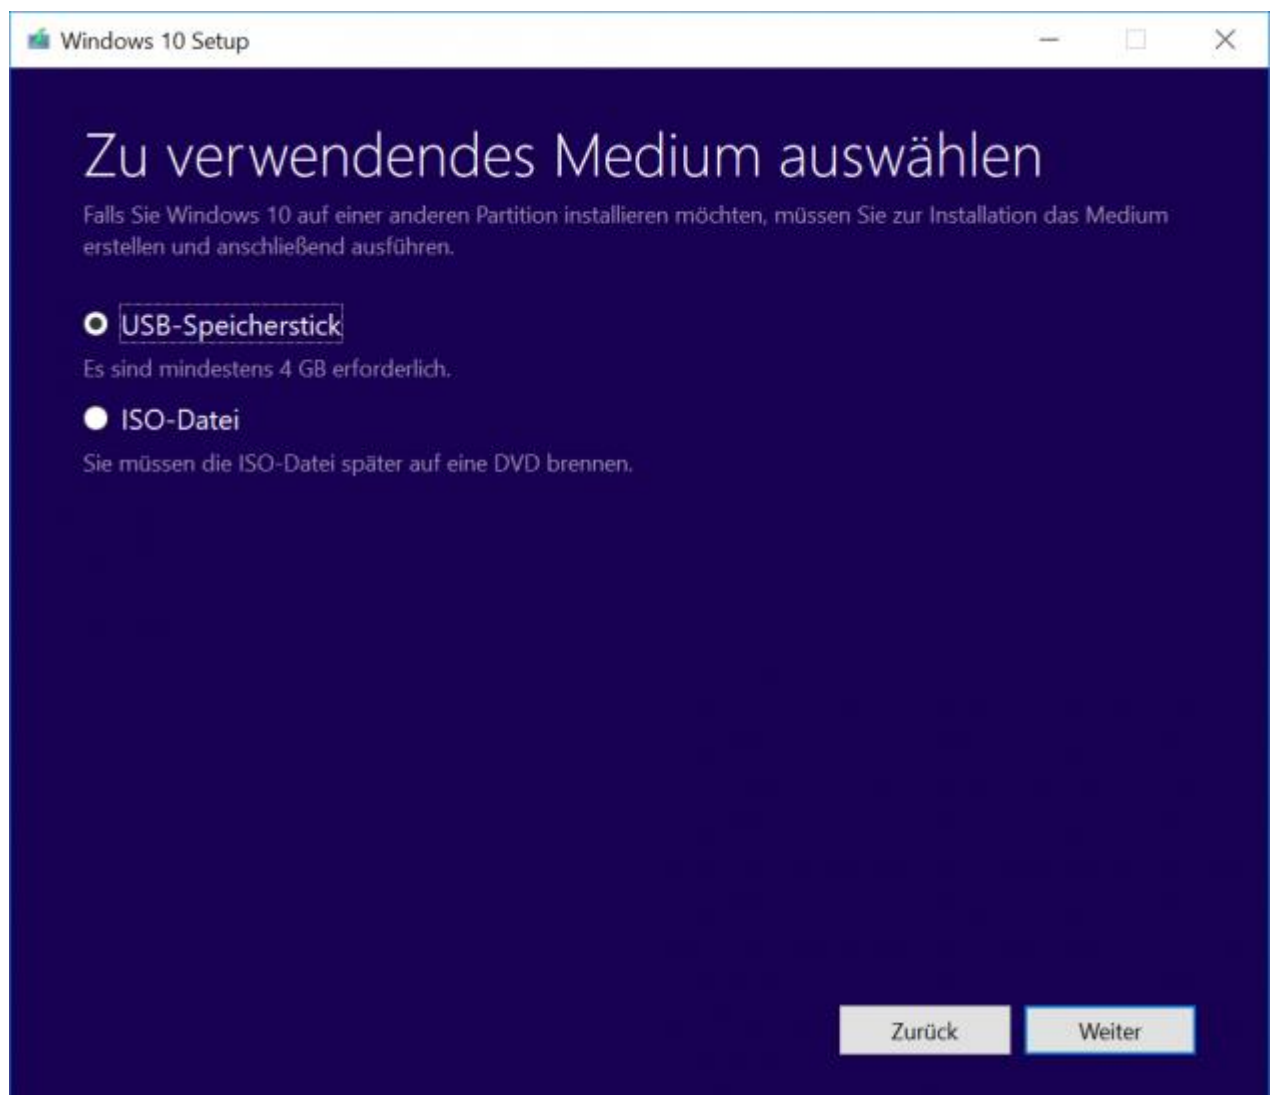 Windows 10 Setup
Zu verwendendes Medium auswählen
Falls Sie Windows 10 auf einer anderen Partition installieren möchten, müssen Sie zur Installation das Medium
erstellen und anschließend ausführen.
USB-Speicherstick
Es sind mindestens 4 GB erforderlich.
ISO-Datei
Sie müssen die ISO-Datei später auf eine DVD brennen.
Zurück
Weiter